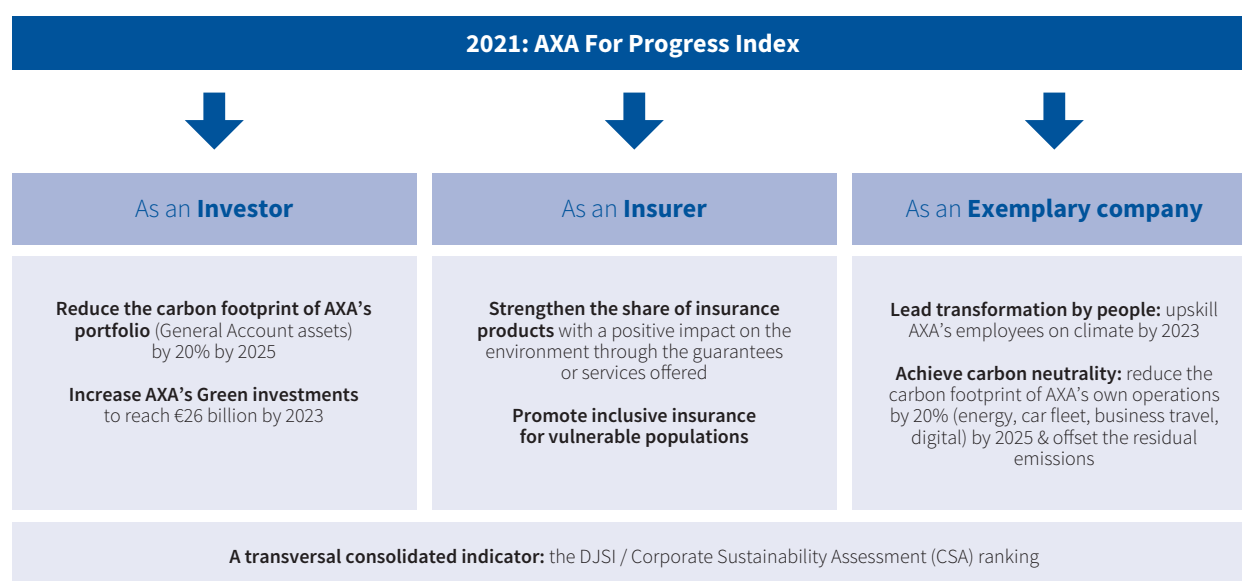 2021: AXA For Progress Index
As an Investor
Reduce the carbon footprint of AXA’s
portfolio (General Account assets)
by 20% by 2025
Increase AXA’s Green investments
to reach €26 billion by 2023
As an Insurer
Strengthen the share of insurance
products with a positive impact on the
environment through the guarantees
or services offered
Promote inclusive insurance
for vulnerable populations
As an Exemplary company
Lead transformation by people: upskill
AXA’s employees on climate by 2023
Achieve carbon neutrality: reduce the
carbon footprint of AXA’s own operations
by 20% (energy, car fleet, business travel,
digital) by 2025 & offset the residual
emissions
A transversal consolidated indicator: the DJSI / Corporate Sustainability Assessment (CSA) ranking